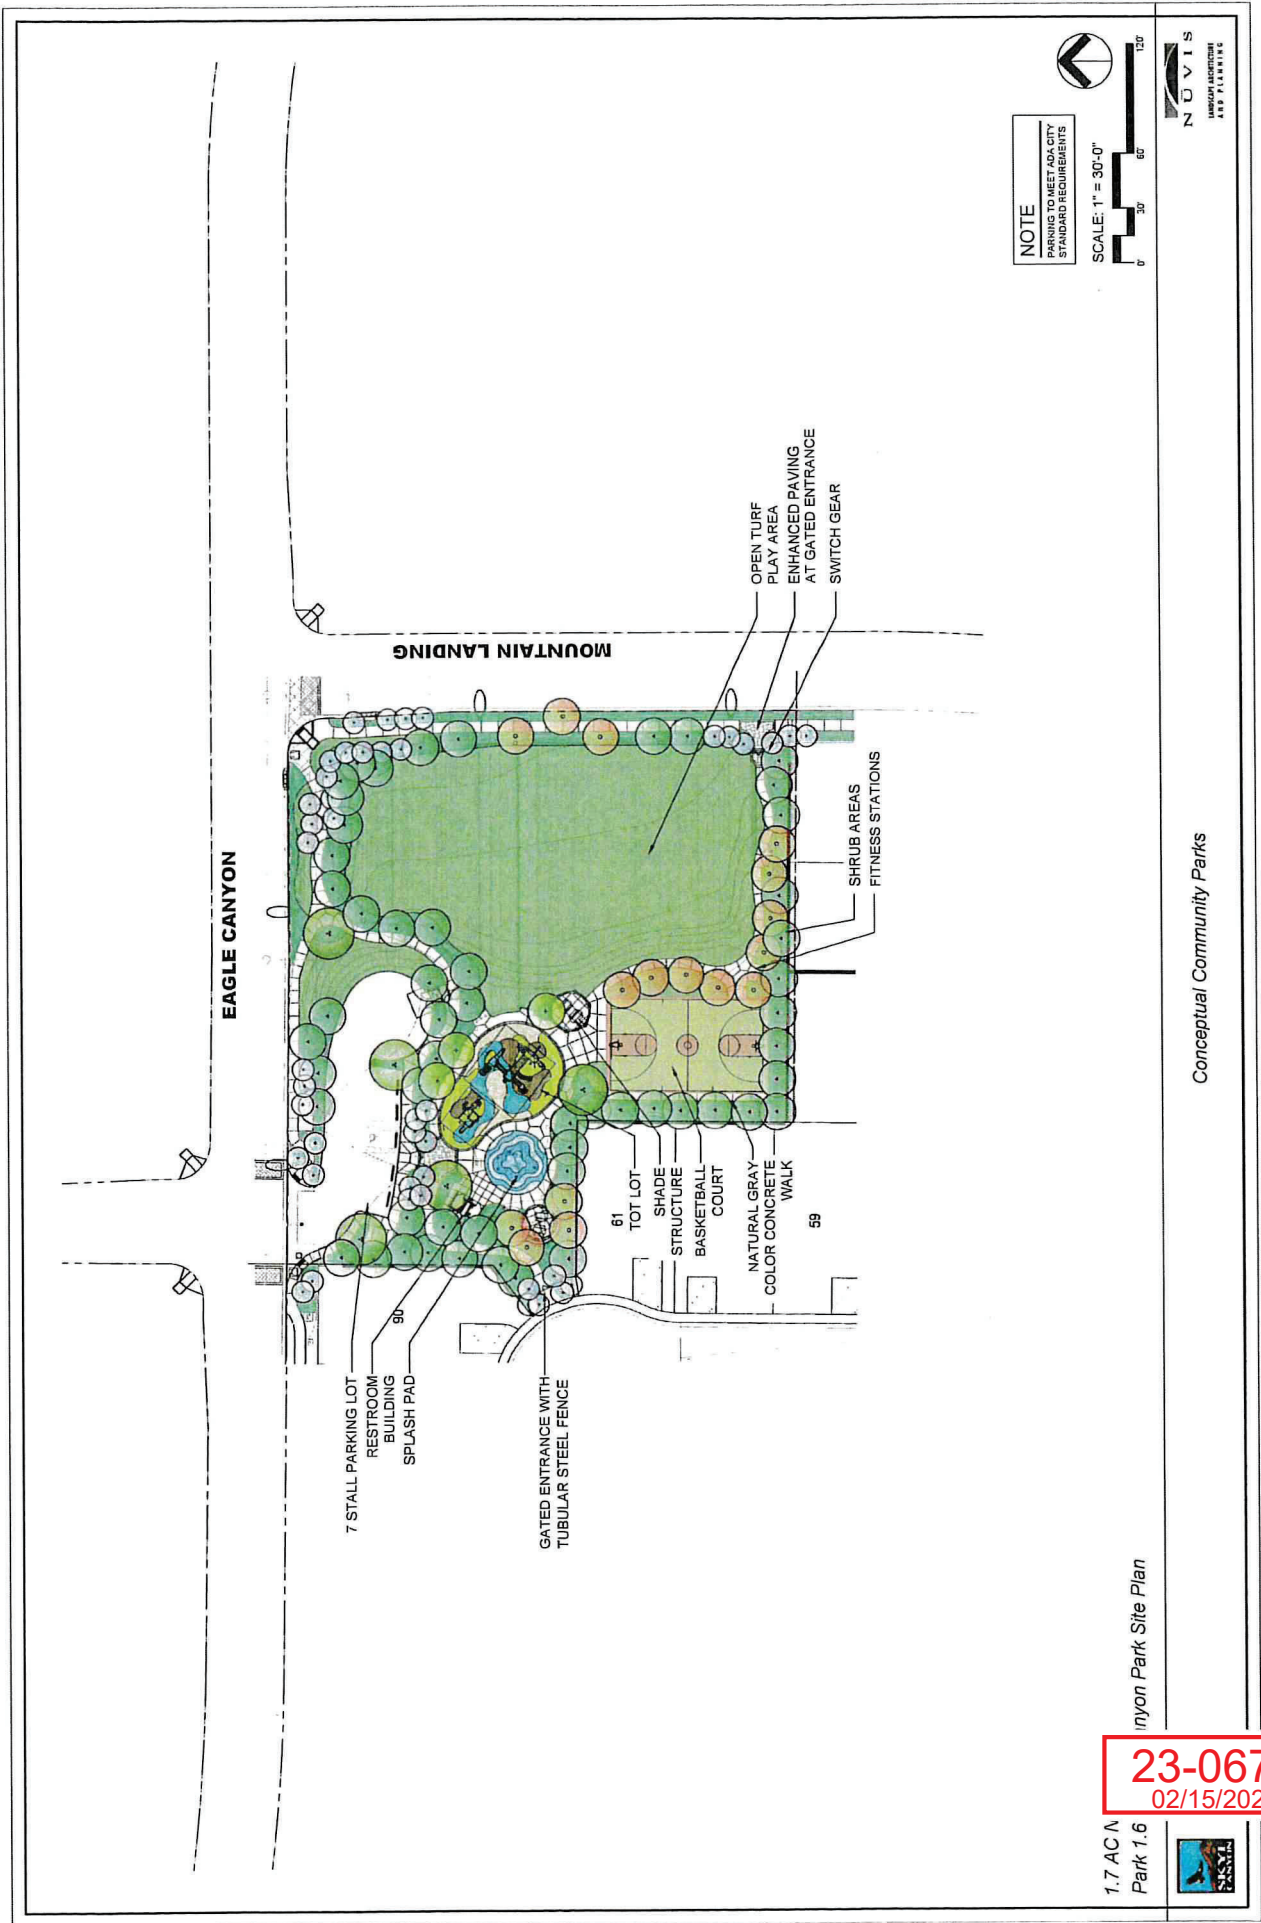 EAGLE CANYON
MOUNTAIN LANDING
7 STALL PARKING LOT
RESTROOM
BUILDING
SPLASH PAD
GATED ENTRANCE WITH
TUBULAR STEEL FENCE
90
61
TOT LOT
SHADE
STRUCTURE
BASKETBALL
COURT
NATURAL GRAY
COLOR CONCRETE
WALK
59
OPEN TURF
PLAY AREA
ENHANCED PAVING
AT GATED ENTRANCE
SWITCH GEAR
SHRUB AREAS
FITNESS STATIONS
NOTE
PARKING TO MEET ADA CITY
STANDARD REQUIREMENTS
SCALE: 1" = 30'-0"
0' 30' 60' 120'
1.7 AC N
Park 1.6 nyon Park Site Plan
23-067
02/15/202
SKYE
CANYON
Conceptual Community Parks
NUVIS
LANDSCAPE ARCHITECTURE
AND PLANNING